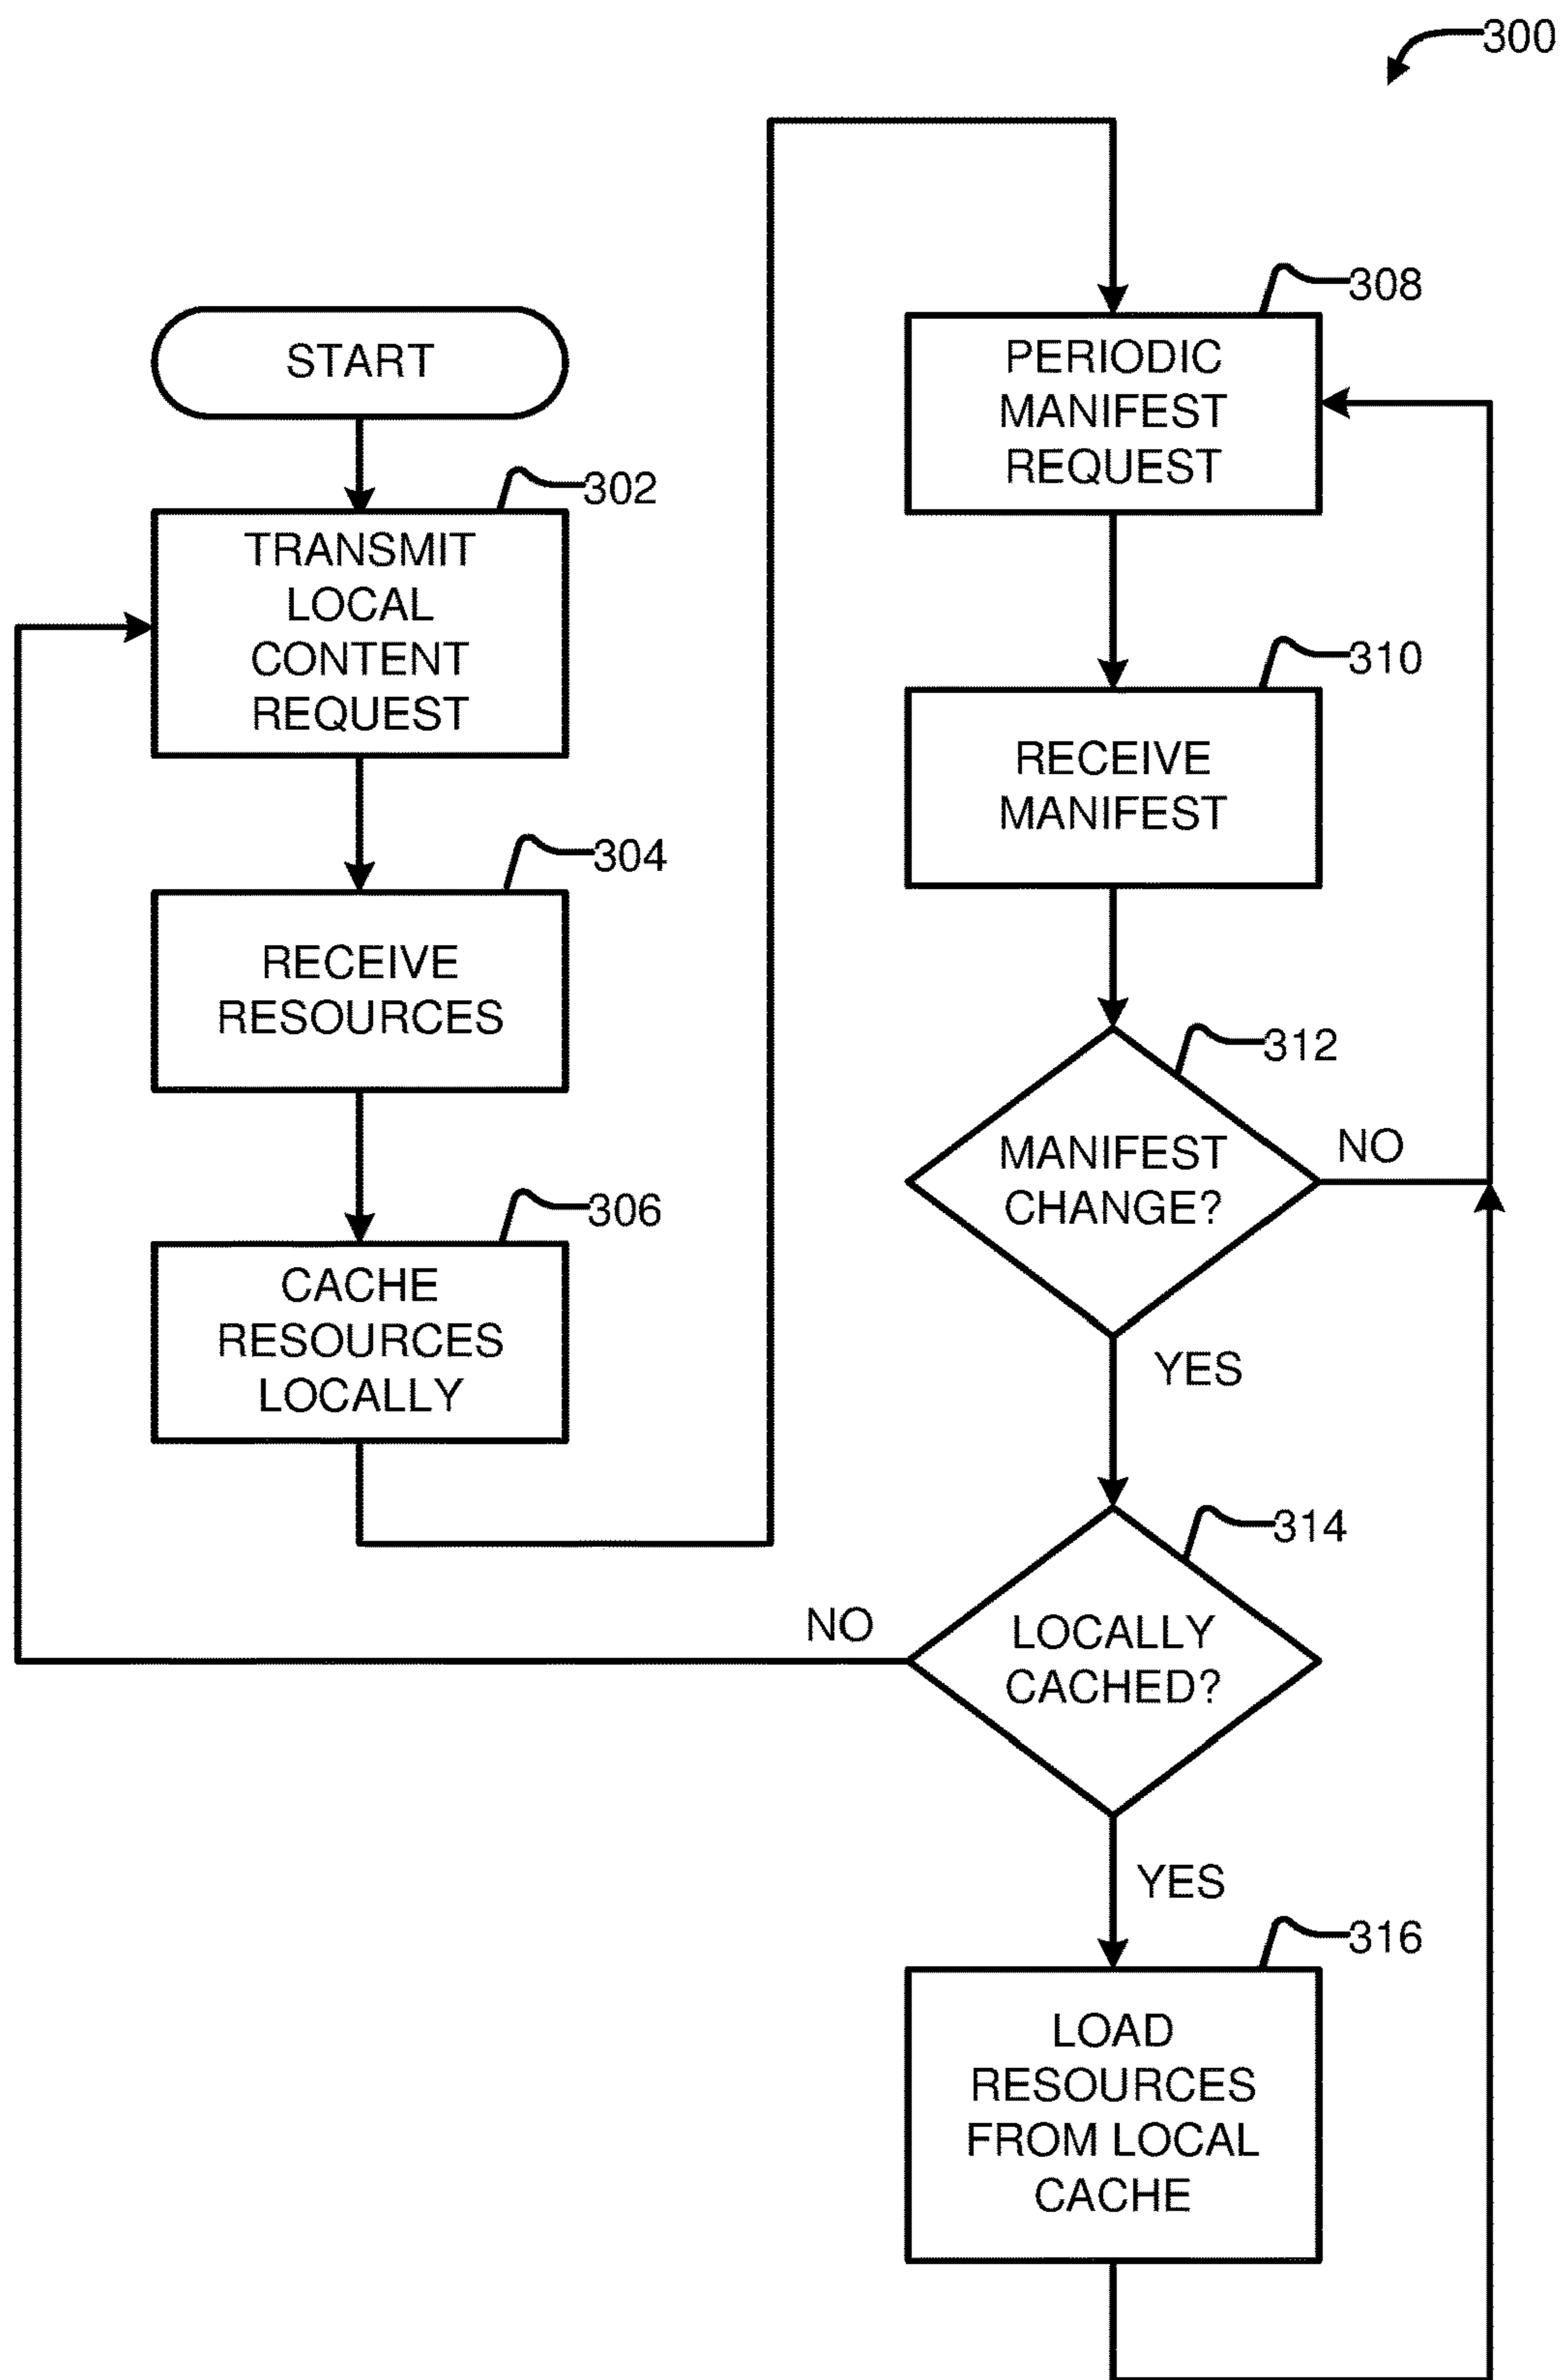 300
START
302
TRANSMIT
LOCAL
CONTENT
REQUEST
304
RECEIVE
RESOURCES
306
CACHE
RESOURCES
LOCALLY
308
PERIODIC
MANIFEST
REQUEST
310
RECEIVE
MANIFEST
312
MANIFEST
CHANGE?
NO
YES
314
LOCALLY
CACHED?
NO
YES
316
LOAD
RESOURCES
FROM LOCAL
CACHE